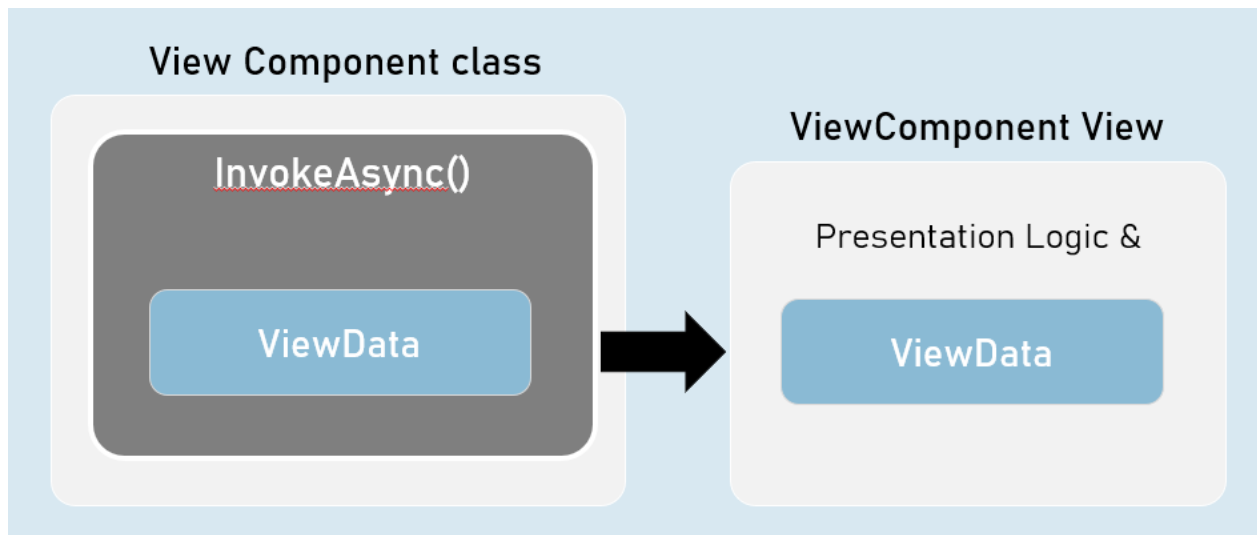 View Component class
InvokeAsync()
ViewData
ViewComponent View
Presentation Logic &
ViewData